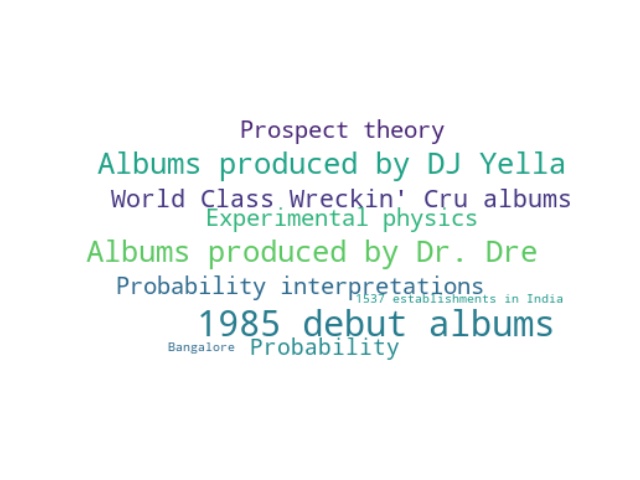 Prospect theory
Albums produced by DJ Yella
World Class Wreckin' Cru albums
Experimental physics
Albums produced by Dr. Dre
Probability interpretations
1537 establishments in India
1985 debut albums
Bangalore
Probability